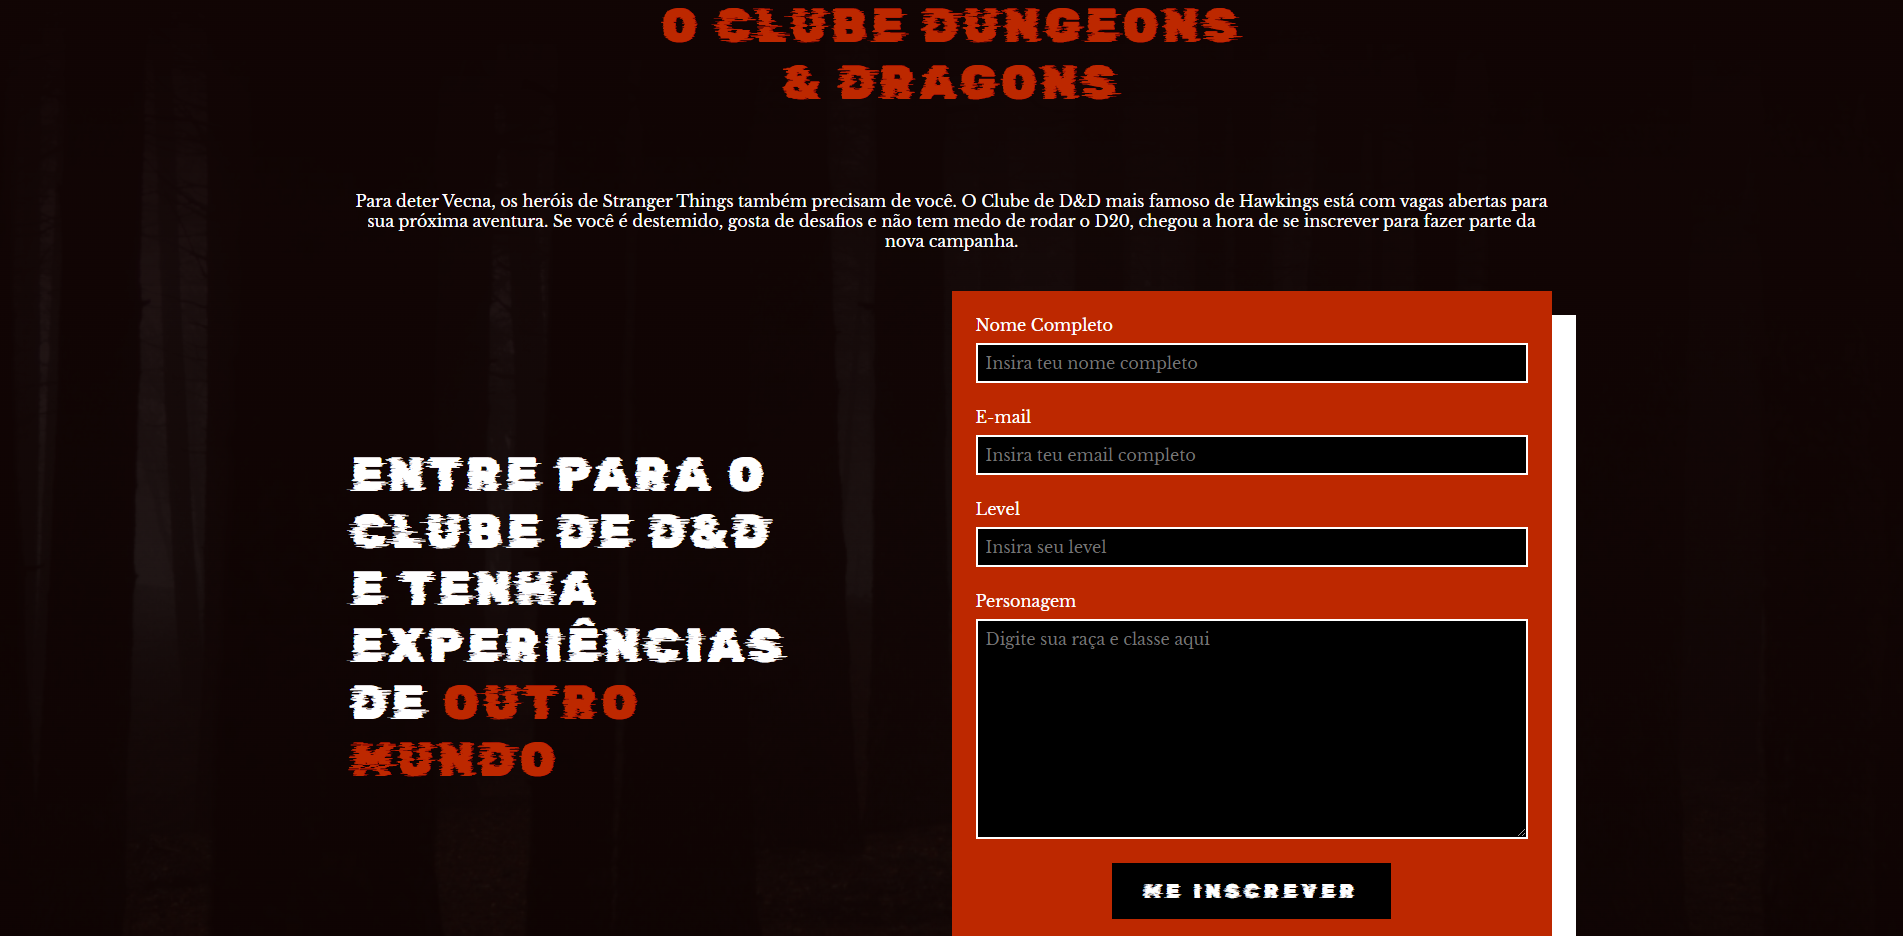 O CLUBE DUNGEONS
& DRAGONS
Para deter Vecna, os heróis de Stranger Things também precisam de você. O Clube de D&D mais famoso de Hawkings está com vagas abertas para
sua próxima aventura. Se você é destemido, gosta de desafios e não tem medo de rodar o D20, chegou a hora de se inscrever para fazer parte da
nova campanha.
ENTRE PARA O
CLUBE DE D&D
E TENHA
EXPERIÊNCIAS
DE OUTRO
MUNDO
Nome Completo
Insira teu nome completo
E-mail
Insira teu email completo
Level
Insira seu level
Personagem
Digite sua raça e classe aqui
ME INSCREVER